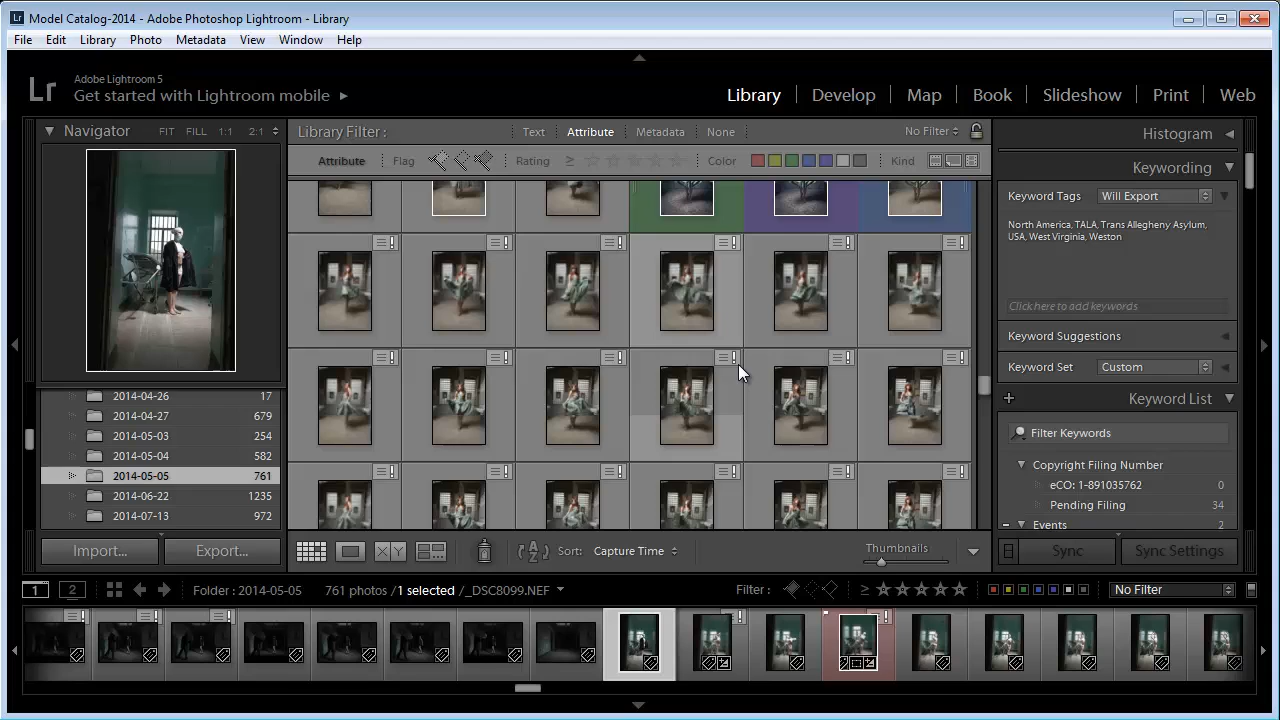 Lr Model Catalog-2014 - Adobe Photoshop Lightroom - Library
File Edit Library Photo Metadata View Window Help
Lr Adobe Lightroom 5
Get started with Lightroom mobile
Library Develop Map Book Slideshow Print Web
Navigator FIT FILL 1:1 2:1
Library Filter : Text Attribute Metadata None No Filter
Histogram
Attribute Flag Rating ≥ Color Kind
Keywording
Keyword Tags Will Export
North America, TALA, Trans Allegheny Asylum,
USA, West Virginia, Weston
Click here to add keywords
Keyword Suggestions
Keyword Set Custom
Keyword List
Filter Keywords
Copyright Filing Number
eCO: 1-891035762 0
Pending Filing 34
Events 2
2014-04-26 17
2014-04-27 679
2014-05-03 254
2014-05-04 582
2014-05-05 761
2014-06-22 1235
2014-07-13 972
Import... Export...
XY AZ Sort: Capture Time Thumbnails
Sync Sync Settings
1 2 Folder : 2014-05-05 761 photos / 1 selected / _DSC8099.NEF Filter : ≥ No Filter